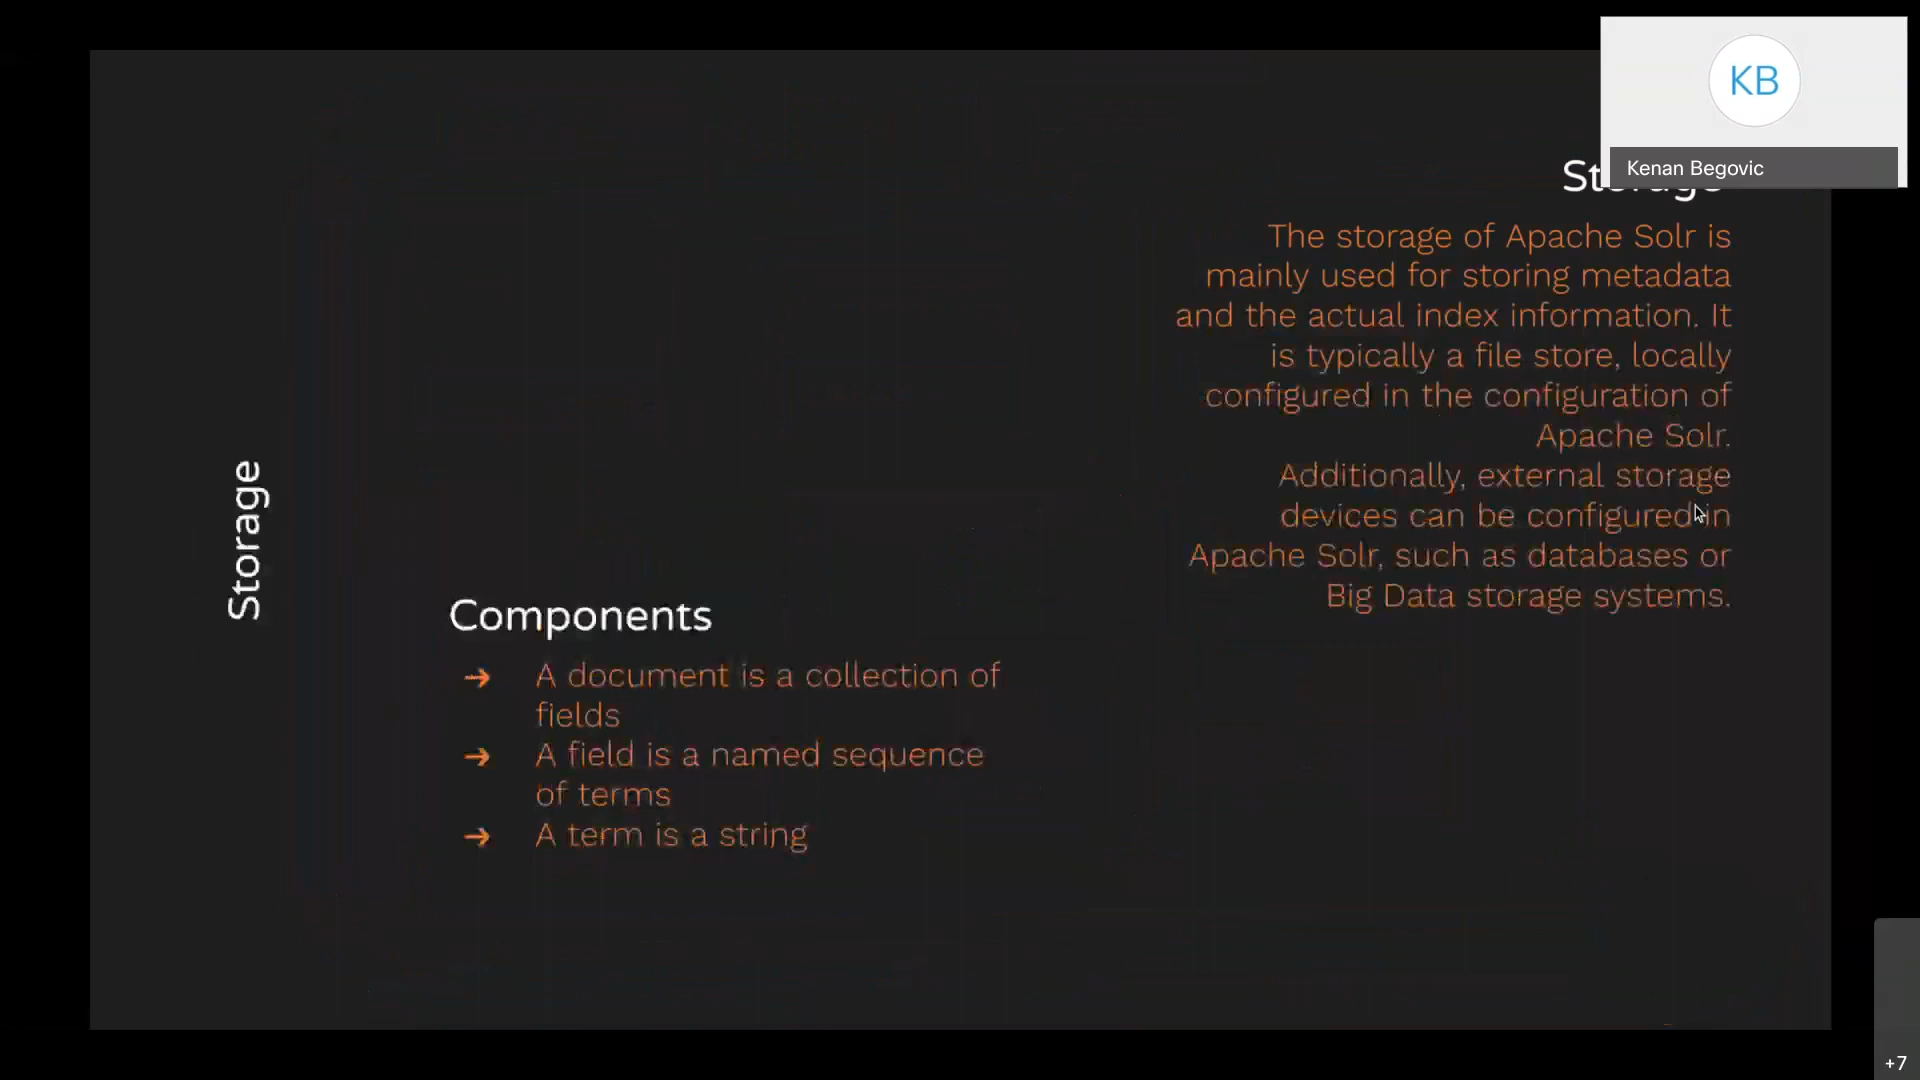 KB
Kenan Begovic
Storage
Storage
The storage of Apache Solr is
mainly used for storing metadata
and the actual index information. It
is typically a file store, locally
configured in the configuration of
Apache Solr.
Additionally, external storage
devices can be configured in
Apache Solr, such as databases or
Big Data storage systems.
Components
→ A document is a collection of
fields
→ A field is a named sequence
of terms
→ A term is a string
+7